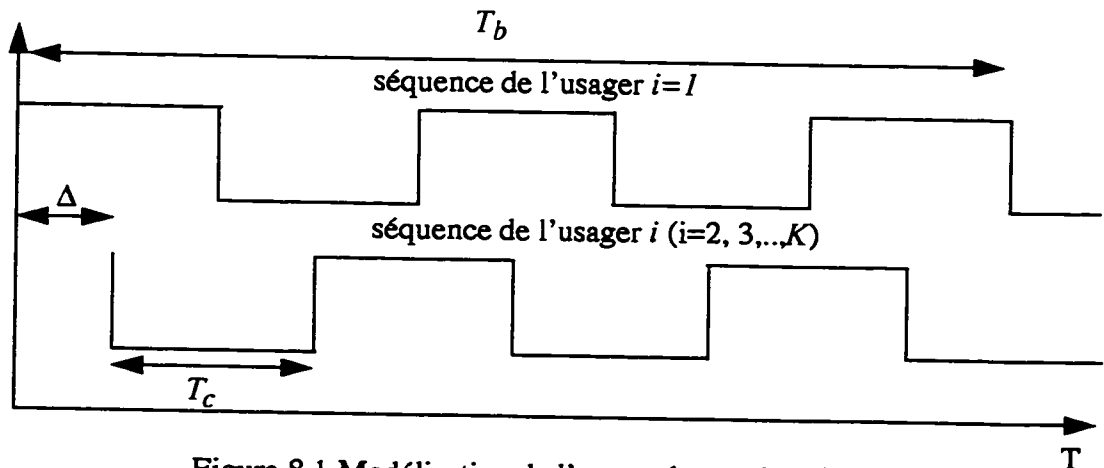 T_b
séquence de l'usager i=1
Δ
séquence de l'usager i (i=2, 3,..,K)
T_c
T